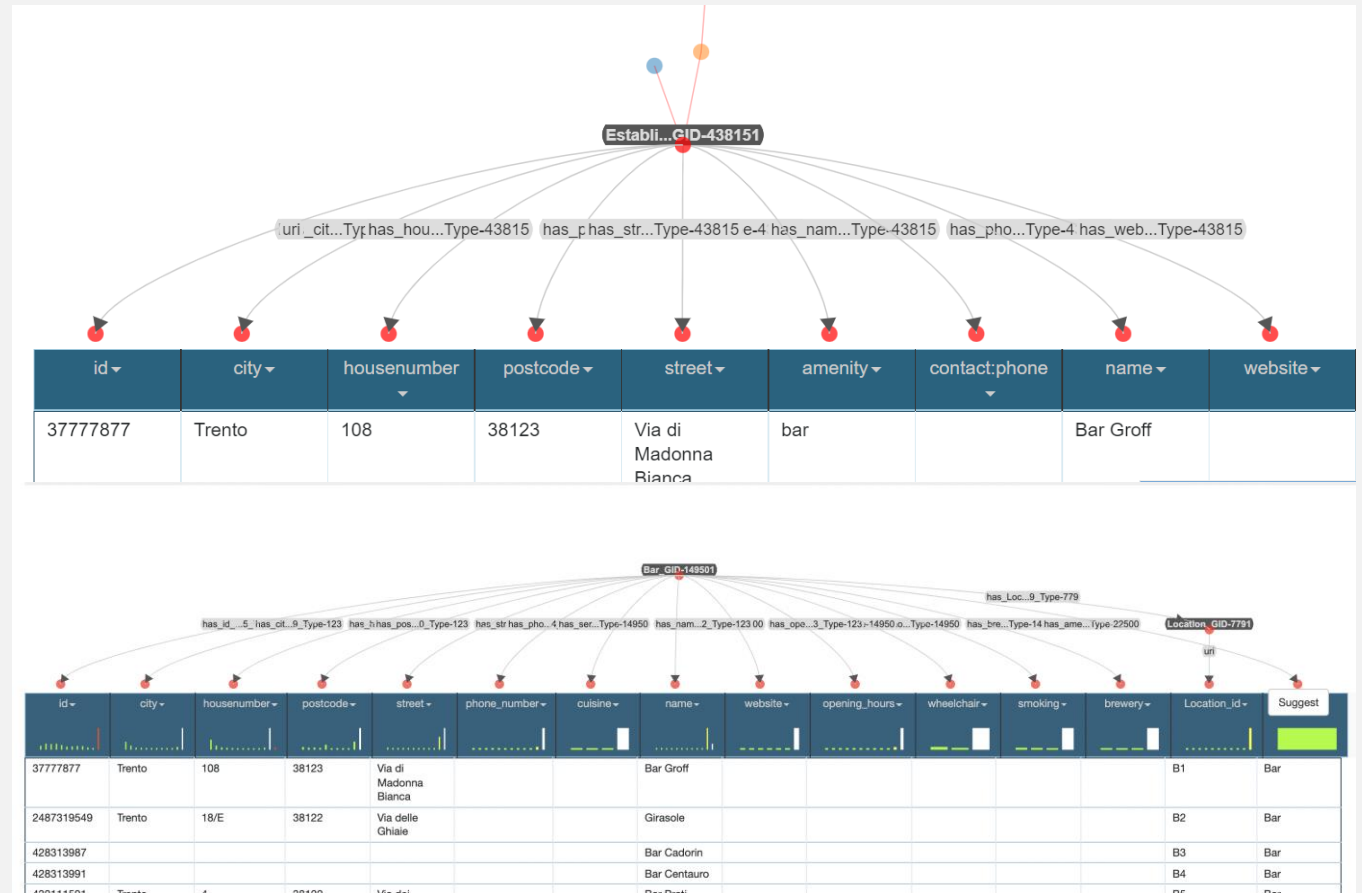 Establi...GID-438151
uri _cit...Typ has_hou...Type-43815 has_p has_str...Type-43815 e-4 has_nam...Type-43815 has_pho...Type-4 has_web...Type-43815
id city housenumber postcode street amenity contact:phone name website
37777877 Trento 108 38123 Via di Madonna Bianca bar Bar Groff
Bar_GID-149501
has_Loc...9_Type-779
has_id_...5_ has_cit...9_Type-123 has_h has_pos...0_Type-123 has_str has_pho...4 has_ser...Type-14950 has_nam...2_Type-123 00 has_ope...3_Type-123 -14950 .o...Type-14950 has_bre...Type-14 has_ame...Type-22500 Location_GID-7791
uri
id city housenumber postcode street phone_number cuisine name website opening_hours wheelchair smoking brewery Location_id Suggest
37777877 Trento 108 38123 Via di Madonna Bianca Bar Groff B1 Bar
2487319549 Trento 18/E 38122 Via delle Ghiaie Girasole B2 Bar
428313987 Bar Cadorin B3 Bar
428313991 Bar Centauro B4 Bar